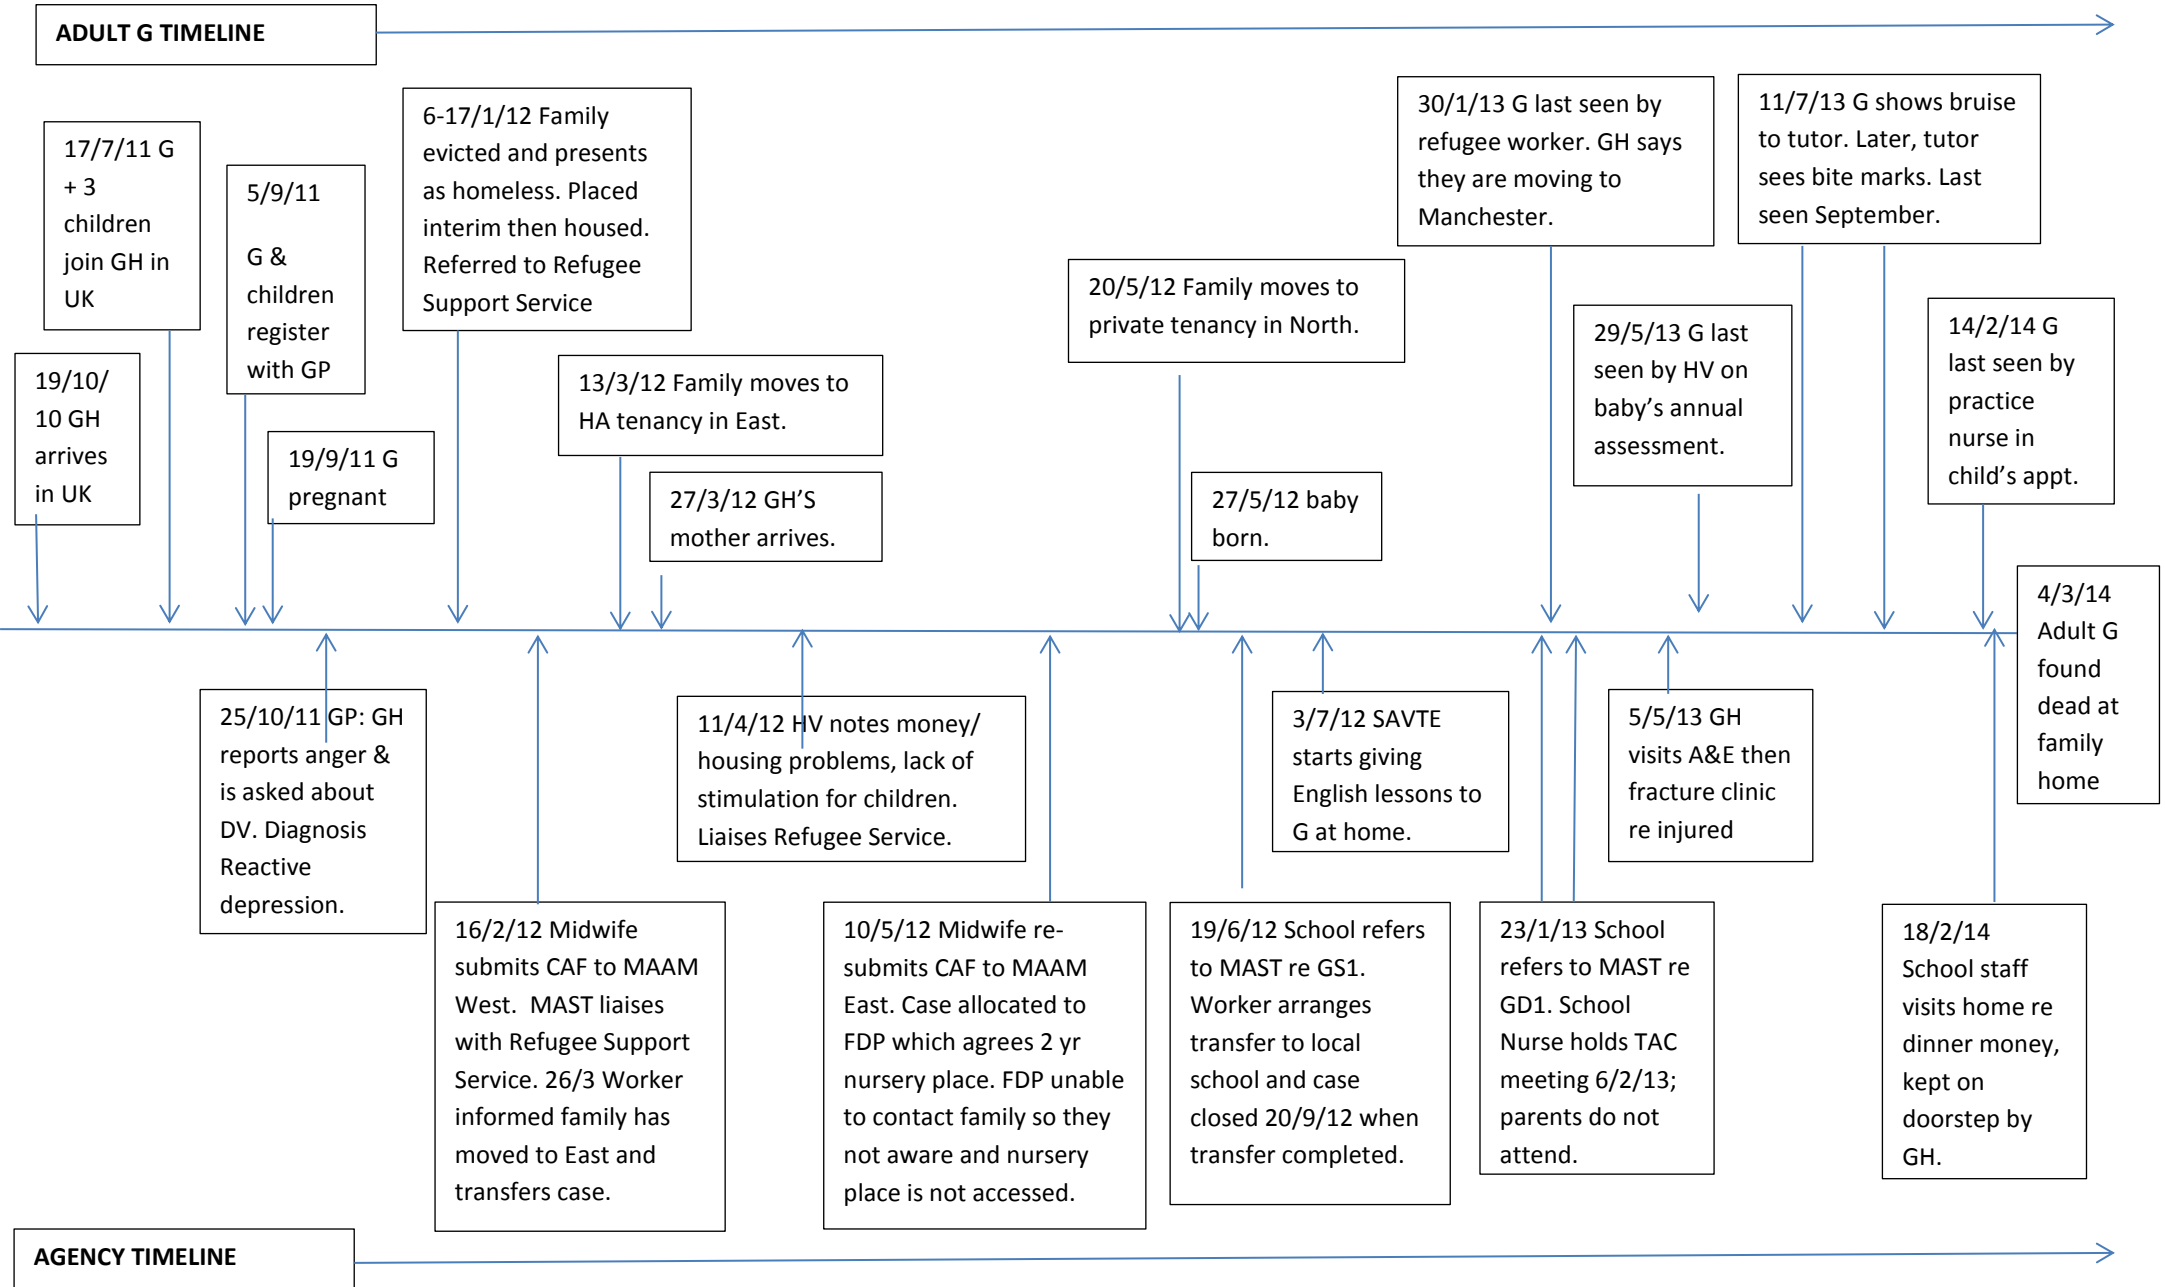 ADULT G TIMELINE
17/7/11 G
+ 3
children
join GH in
UK
5/9/11
G &
children
register
with GP
6-17/1/12 Family
evicted and presents
as homeless. Placed
interim then housed.
Referred to Refugee
Support Service
30/1/13 G last seen by
refugee worker. GH says
they are moving to
Manchester.
11/7/13 G shows bruise
to tutor. Later, tutor
sees bite marks. Last
seen September.
20/5/12 Family moves to
private tenancy in North.
29/5/13 G last
seen by HV on
baby’s annual
assessment.
14/2/14 G
last seen by
practice
nurse in
child’s appt.
19/10/
10 GH
arrives
in UK
19/9/11 G
pregnant
13/3/12 Family moves to
HA tenancy in East.
27/3/12 GH’S
mother arrives.
27/5/12 baby
born.
4/3/14
Adult G
found
dead at
family
home
25/10/11 GP: GH
reports anger &
is asked about
DV. Diagnosis
Reactive
depression.
11/4/12 HV notes money/
housing problems, lack of
stimulation for children.
Liaises Refugee Service.
3/7/12 SAVTE
starts giving
English lessons to
G at home.
5/5/13 GH
visits A&E then
fracture clinic
re injured
16/2/12 Midwife
submits CAF to MAAM
West.  MAST liaises
with Refugee Support
Service. 26/3 Worker
informed family has
moved to East and
transfers case.
10/5/12 Midwife re-
submits CAF to MAAM
East. Case allocated to
FDP which agrees 2 yr
nursery place. FDP unable
to contact family so they
not aware and nursery
place is not accessed.
19/6/12 School refers
to MAST re GS1.
Worker arranges
transfer to local
school and case
closed 20/9/12 when
transfer completed.
23/1/13 School
refers to MAST re
GD1. School
Nurse holds TAC
meeting 6/2/13;
parents do not
attend.
18/2/14
School staff
visits home re
dinner money,
kept on
doorstep by
GH.
AGENCY TIMELINE